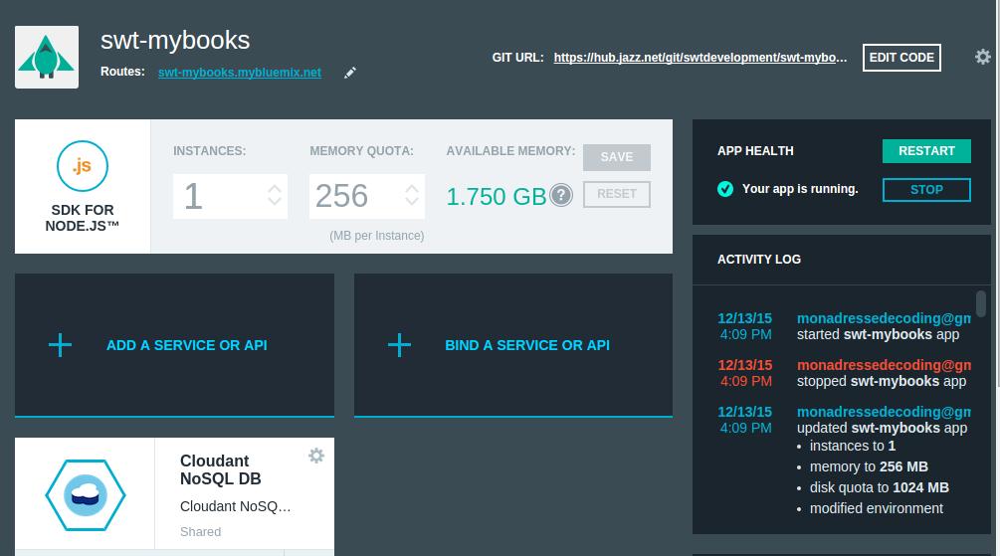 swt-mybooks
Routes: swt-mybooks.mybluemix.net
GIT URL: https://hub.jazz.net/git/swtdevelopment/swt-mybo...
EDIT CODE
.js
SDK FOR
NODE.JS™
INSTANCES:
1
MEMORY QUOTA:
256
(MB per Instance)
AVAILABLE MEMORY:
1.750 GB ?
SAVE
RESET
APP HEALTH
RESTART
Your app is running.
STOP
ADD A SERVICE OR API
BIND A SERVICE OR API
ACTIVITY LOG
12/13/15 monadressedecoding@gm
4:09 PM started swt-mybooks app
12/13/15 monadressedecoding@gm
4:09 PM stopped swt-mybooks app
12/13/15 monadressedecoding@gm
4:09 PM updated swt-mybooks app
• instances to 1
• memory to 256 MB
• disk quota to 1024 MB
• modified environment
Cloudant
NoSQL DB
Cloudant NoSQ...
Shared